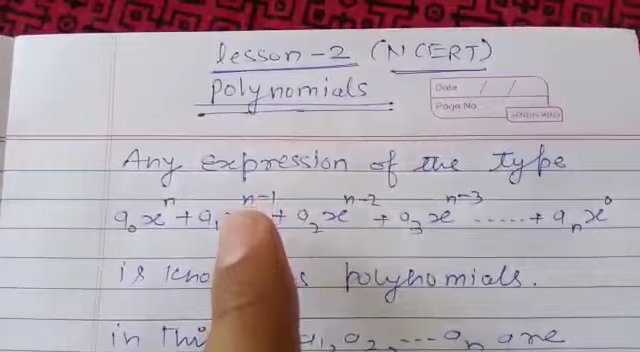 lesson-2 (NCERT)
Polynomials
Date / /
Page No
Any expression of the type
a₀xⁿ + a₁ ⁿ⁻¹ + a₂xⁿ⁻² + a₃xⁿ⁻³ ..... + aₙx⁰
is polynomials.
in a₁, a₂, ... aₙ are